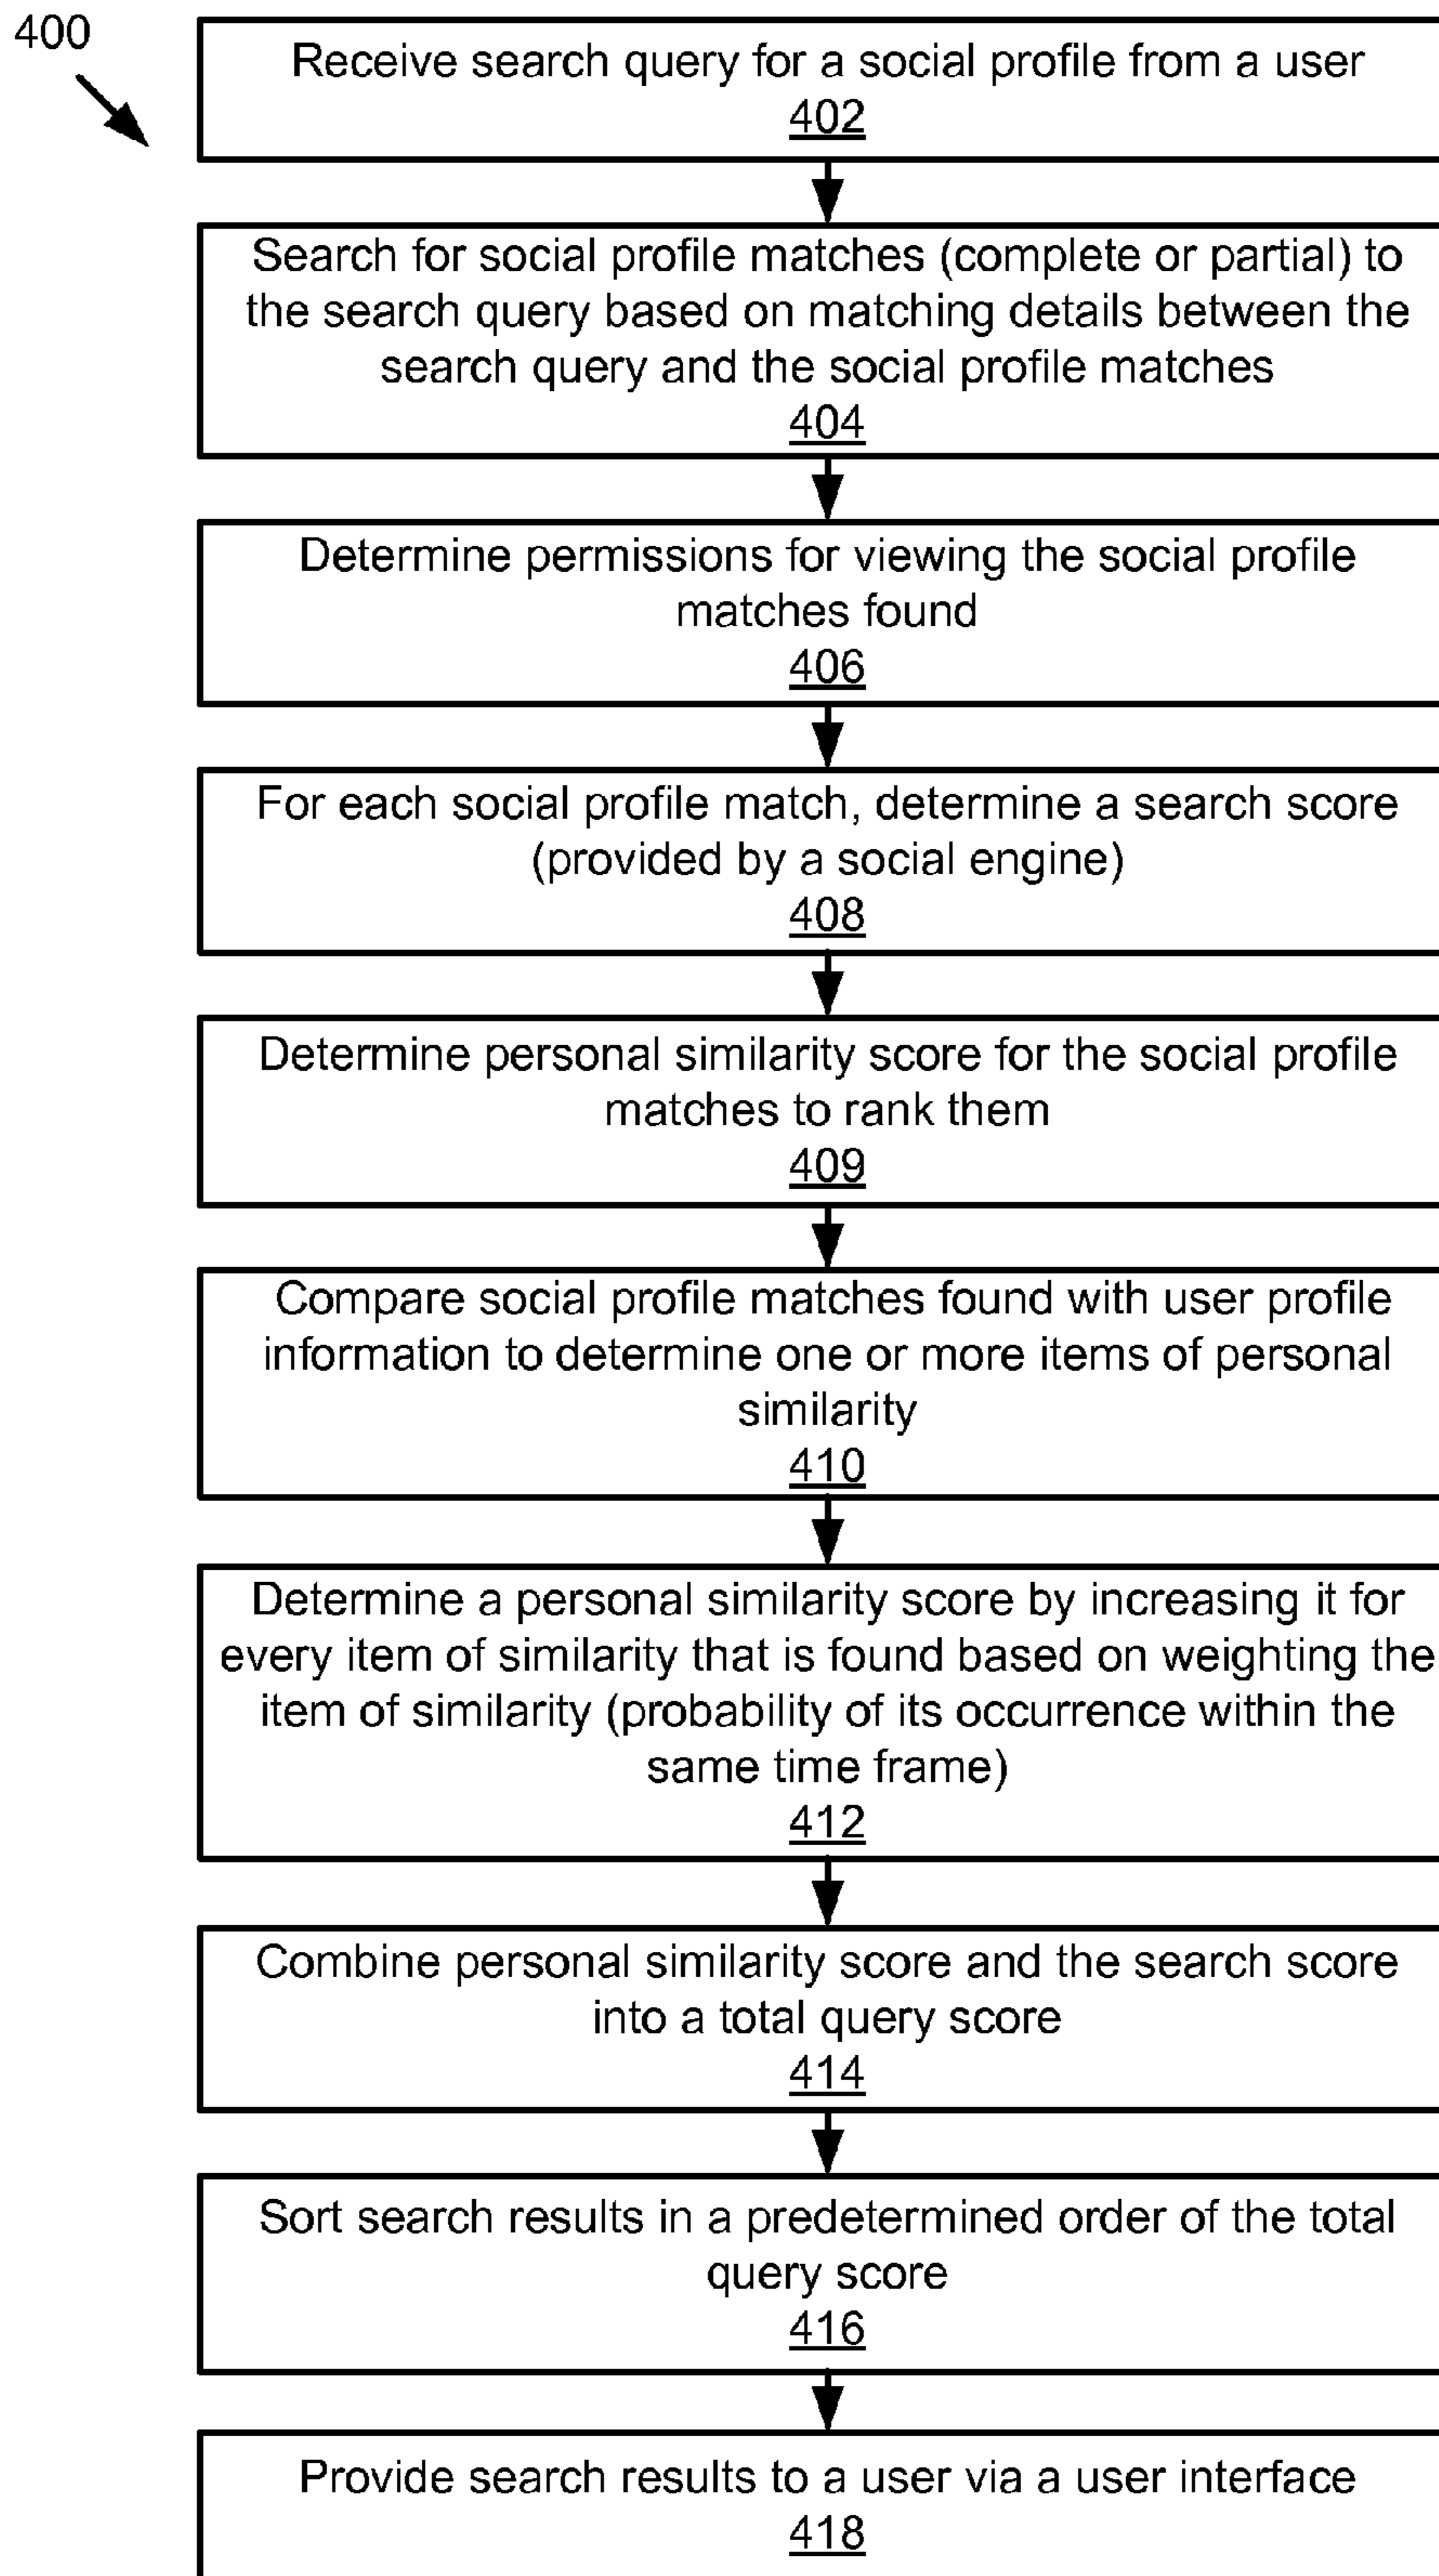 400
Receive search query for a social profile from a user
402
Search for social profile matches (complete or partial) to
the search query based on matching details between the
search query and the social profile matches
404
Determine permissions for viewing the social profile
matches found
406
For each social profile match, determine a search score
(provided by a social engine)
408
Determine personal similarity score for the social profile
matches to rank them
409
Compare social profile matches found with user profile
information to determine one or more items of personal
similarity
410
Determine a personal similarity score by increasing it for
every item of similarity that is found based on weighting the
item of similarity (probability of its occurrence within the
same time frame)
412
Combine personal similarity score and the search score
into a total query score
414
Sort search results in a predetermined order of the total
query score
416
Provide search results to a user via a user interface
418